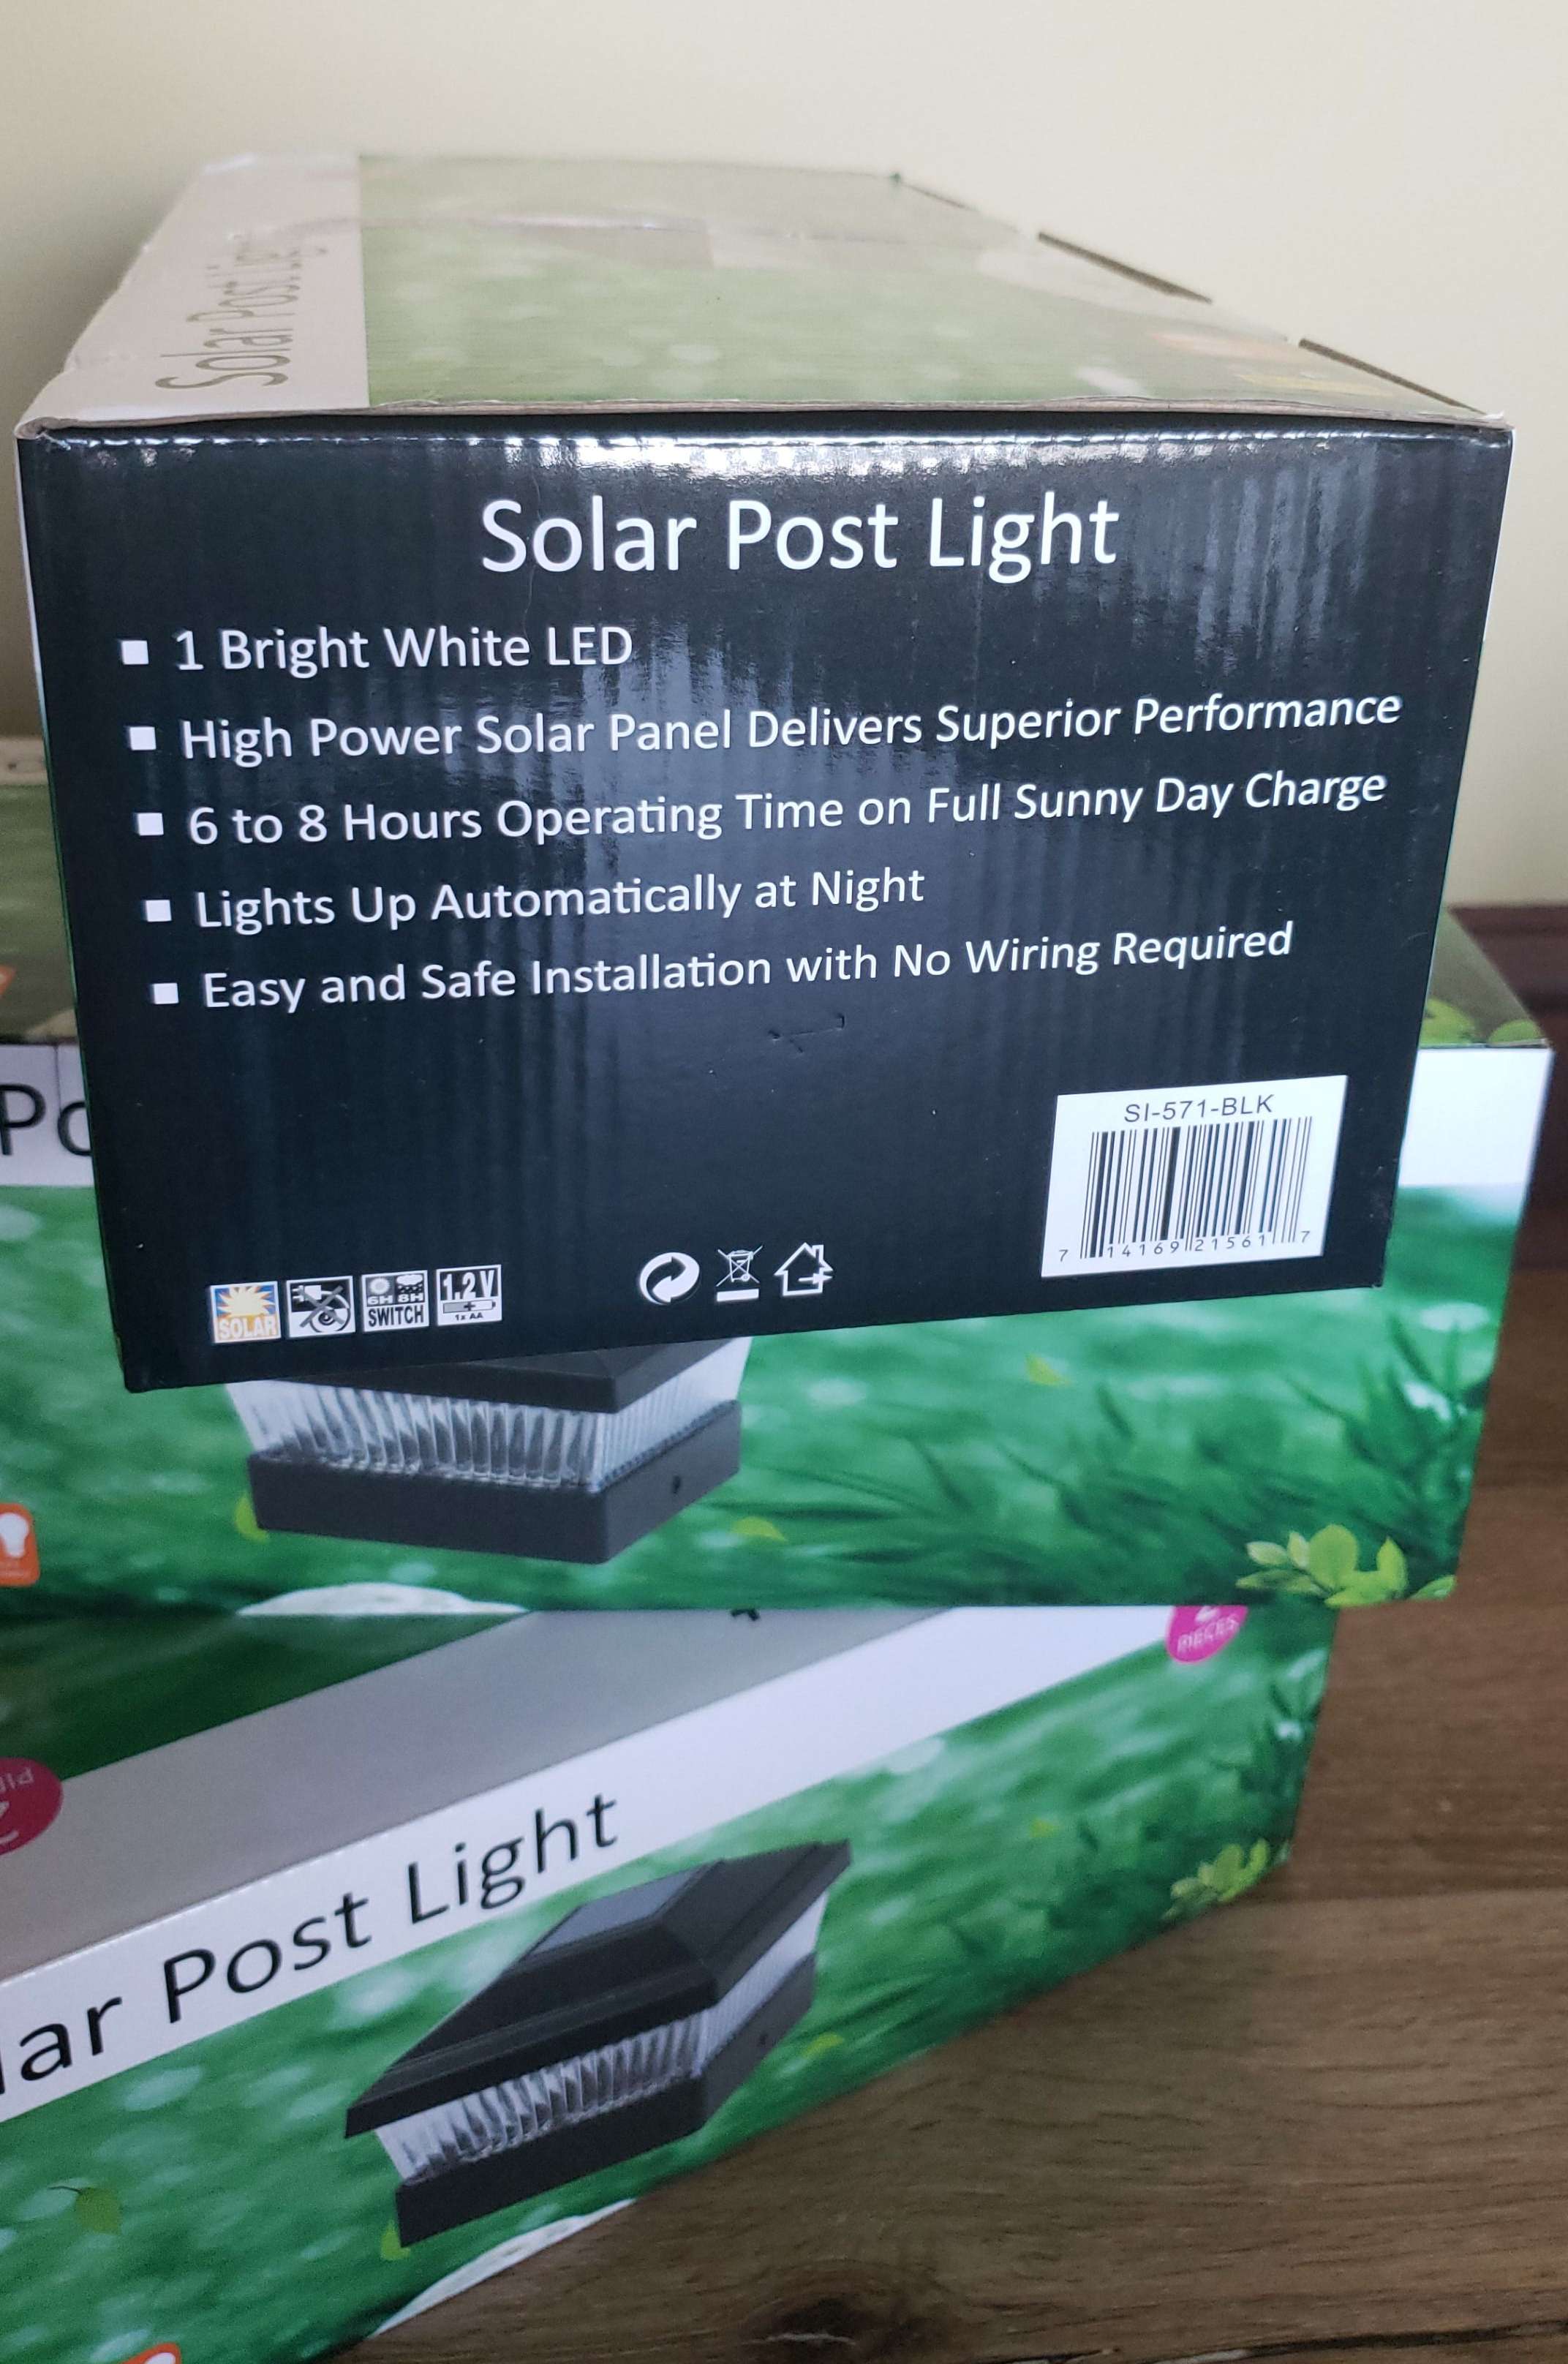 Solar Post Light
Solar Post Light
1 Bright White LED
High Power Solar Panel Delivers Superior Performance
6 to 8 Hours Operating Time on Full Sunny Day Charge
Lights Up Automatically at Night
Easy and Safe Installation with No Wiring Required
SI-571-BLK
7 14169 21561 7
SOLAR
6H 8H
SWITCH
1.2V
1x AA
Po
PIECES
2
lar Post Light